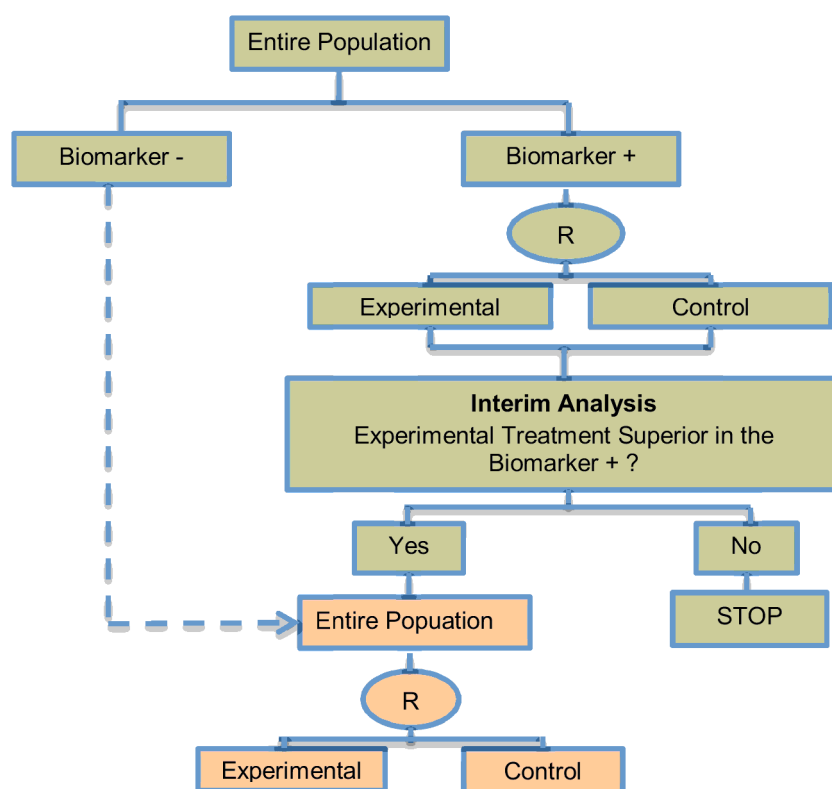 Entire Population
Biomarker -
Biomarker +
R
Experimental
Control
Interim Analysis
Experimental Treatment Superior in the
Biomarker + ?
Yes
No
Entire Popuation
STOP
R
Experimental
Control